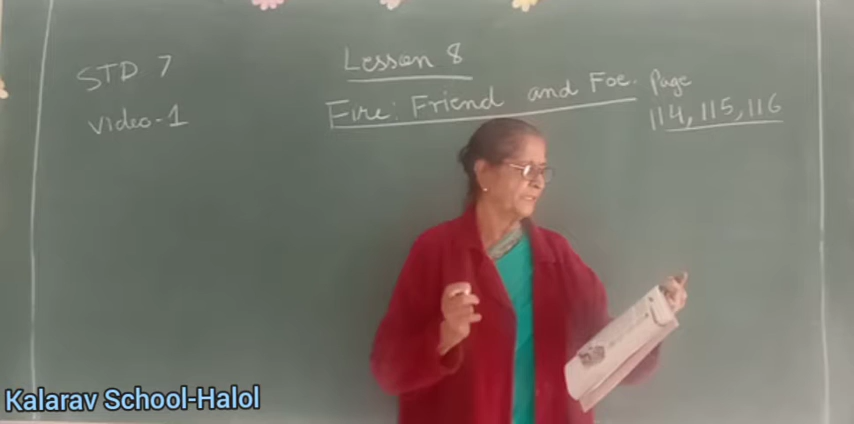 STD 7
Video-1
Lesson 8
Fire: Friend and Foe.
Page
114, 115, 116
Kalarav School-Halol